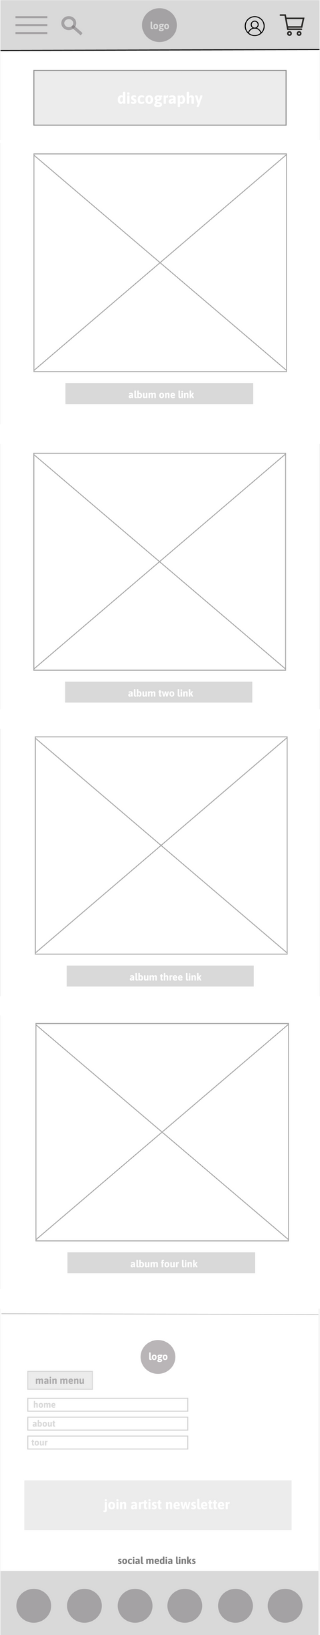 logo
discography
album one link
album two link
album three link
album four link
logo
main menu
home
about
tour
join artist newsletter
social media links